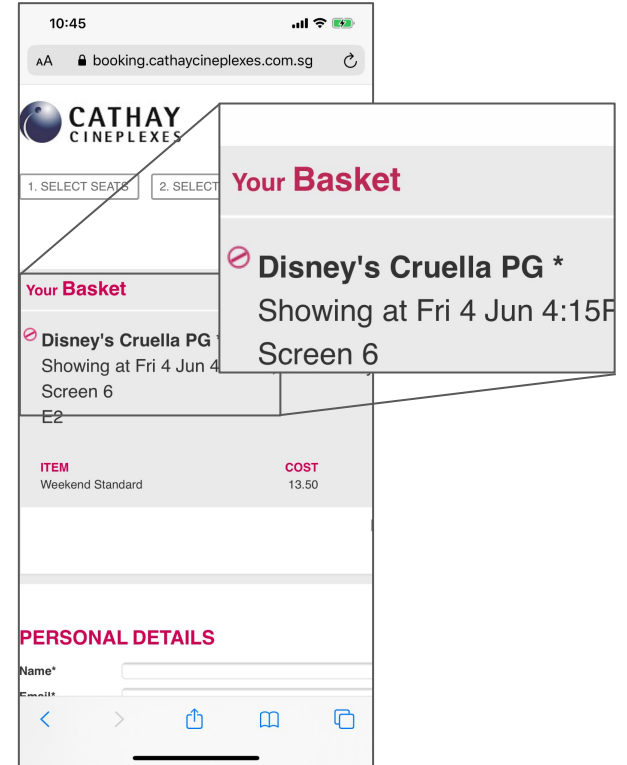 10:45
AA booking.cathaycineplexes.com.sg
CATHAY
CINEPLEXES
1. SELECT SEATS
2. SELECT
Your Basket
Disney's Cruella PG *
Showing at Fri 4 Jun 4
Screen 6
E2
ITEM COST
Weekend Standard 13.50
PERSONAL DETAILS
Name*
Email*
Your Basket
Disney's Cruella PG *
Showing at Fri 4 Jun 4:15P
Screen 6